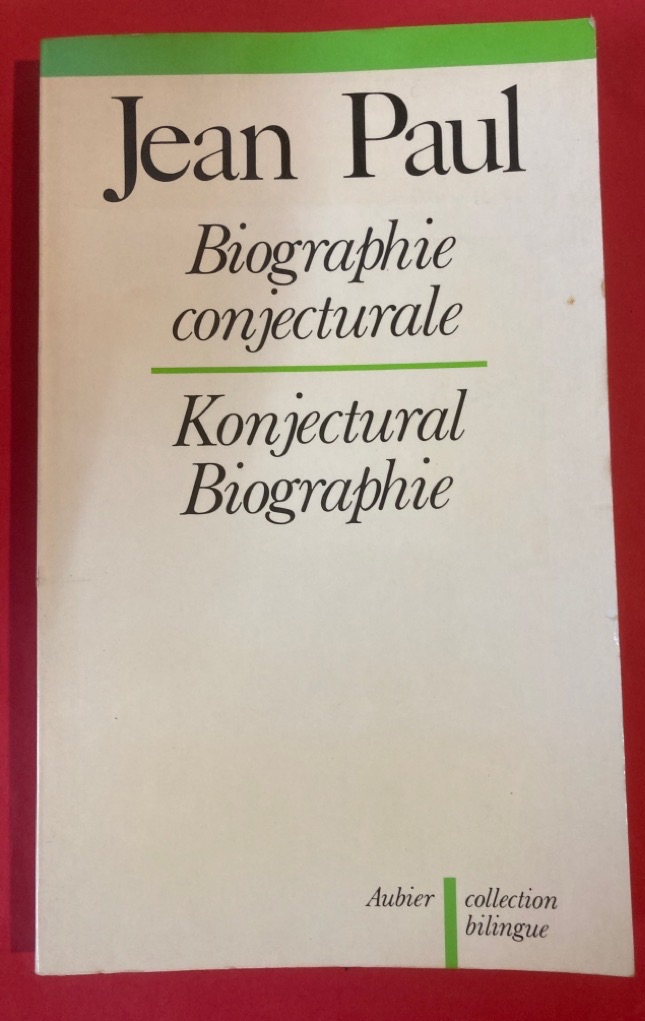 Jean Paul
Biographie
conjecturale
Konjectural
Biographie
Aubier
collection
bilingue